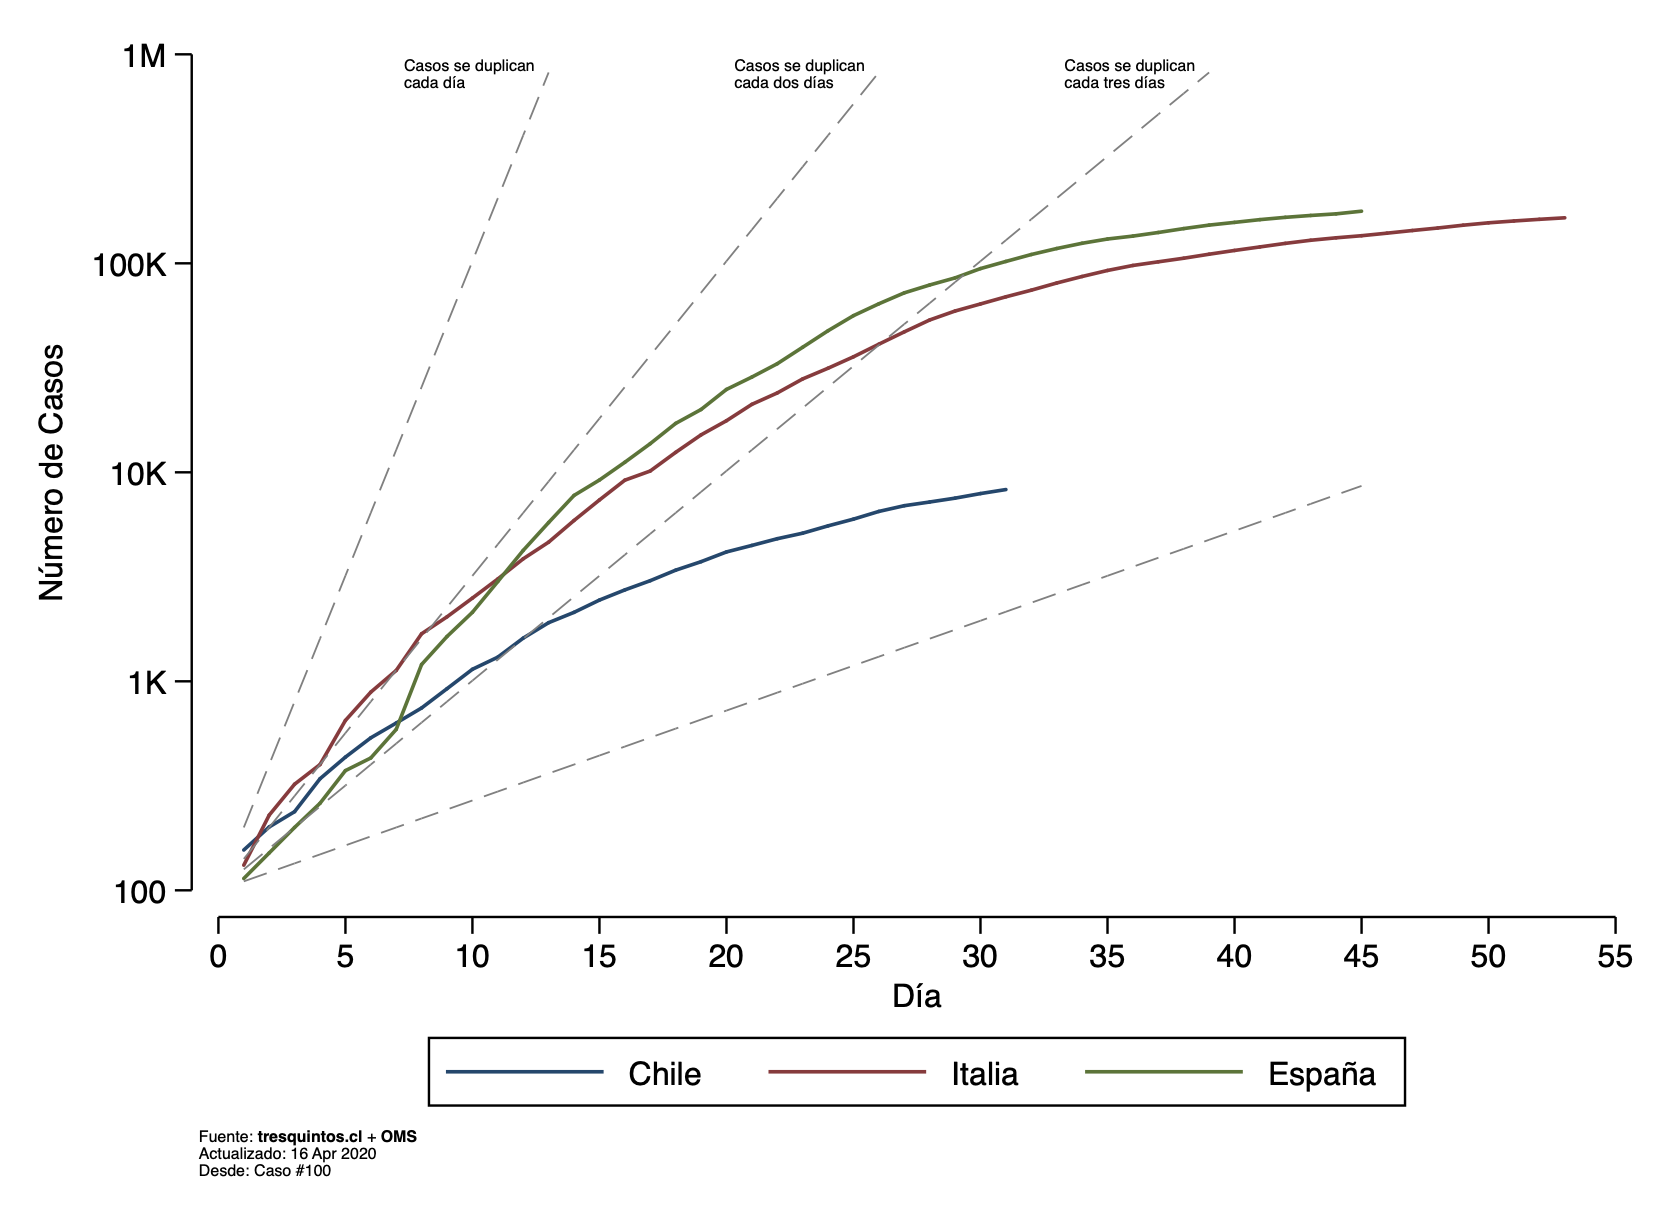 Casos se duplican
cada día
Casos se duplican
cada dos días
Casos se duplican
cada tres días
1M
100K
10K
1K
100
Número de Casos
0 5 10 15 20 25 30 35 40 45 50 55
Día
Chile Italia España
Fuente: tresquintos.cl + OMS
Actualizado: 16 Apr 2020
Desde: Caso #100